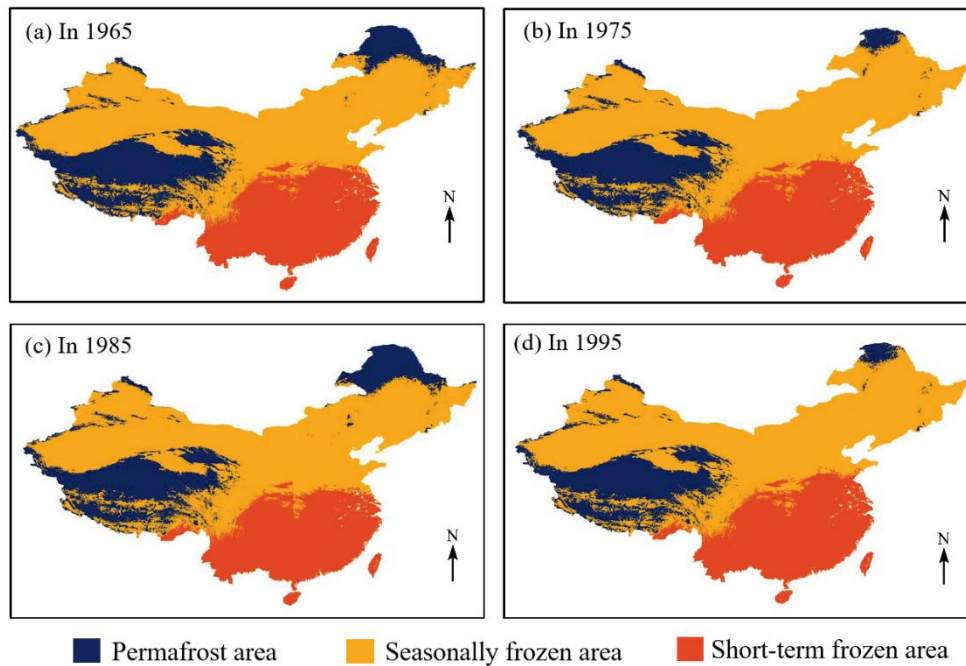 (a) In 1965
N
(b) In 1975
N
(c) In 1985
N
(d) In 1995
N
Permafrost area
Seasonally frozen area
Short-term frozen area